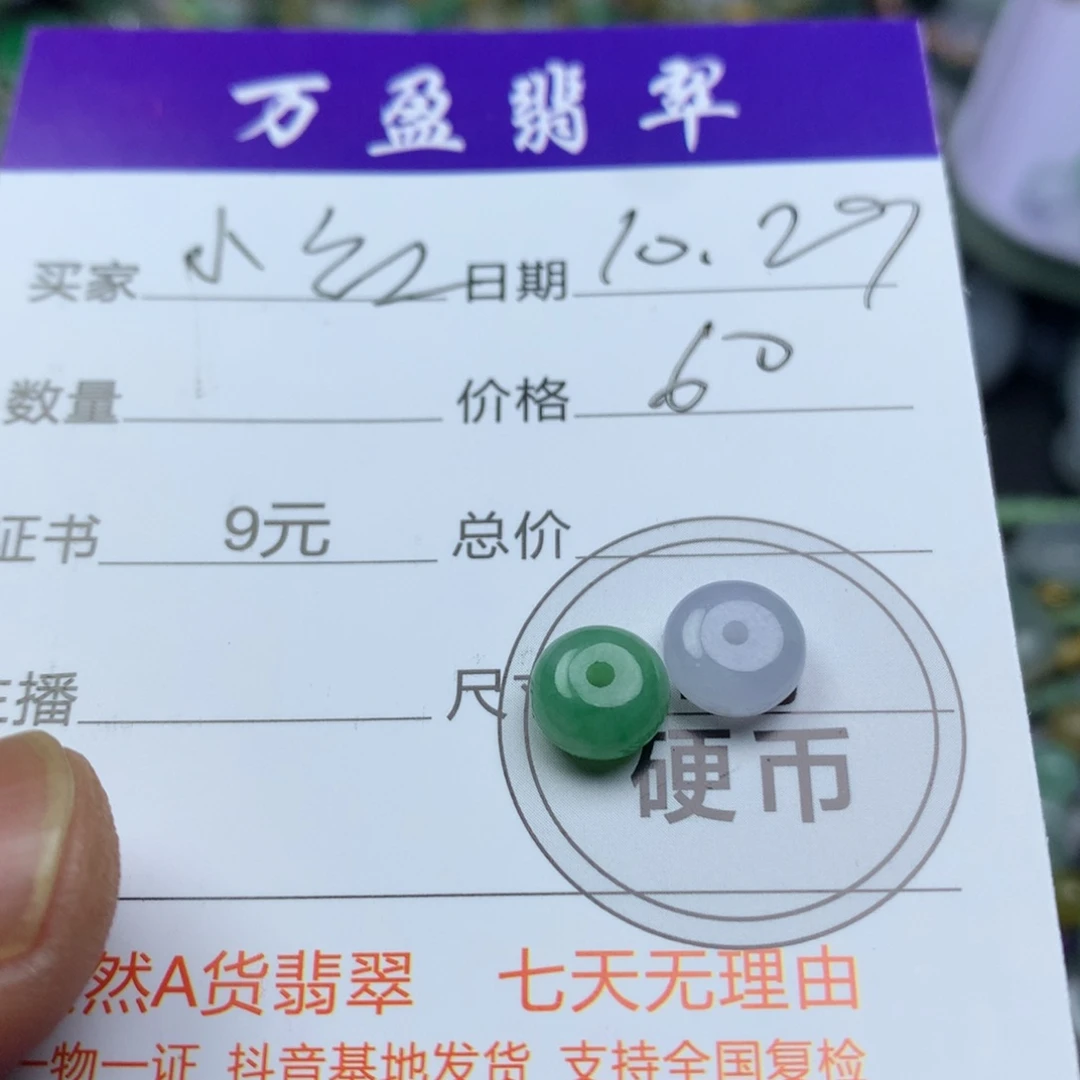 万盈翡翠
买家 小红 日期 10.29
数量 价格 60
证书 9元 总价
主播 尺寸
硬币
然A货翡翠 七天无理由
一物一证 抖音基地发货 支持全国复检